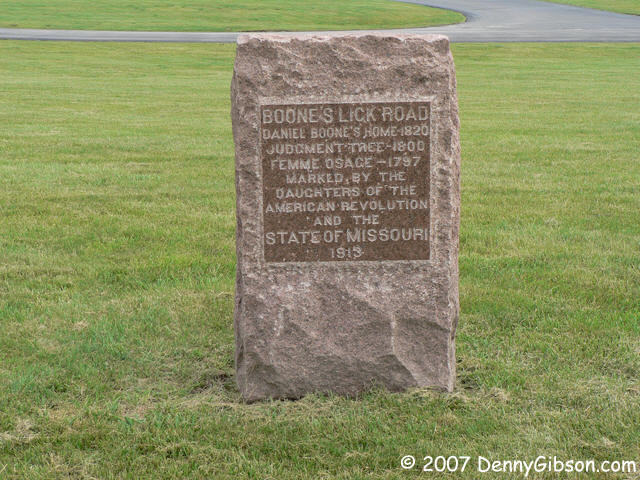 BOONE'S LICK ROAD
DANIEL BOONE'S HOME-1820
JUDGMENT TREE-1800
FEMME OSAGE-1797
MARKED, BY THE
DAUGHTERS OF THE
AMERICAN REVOLUTION
AND THE
STATE OF MISSOURI
1913
© 2007 DennyGibson.com